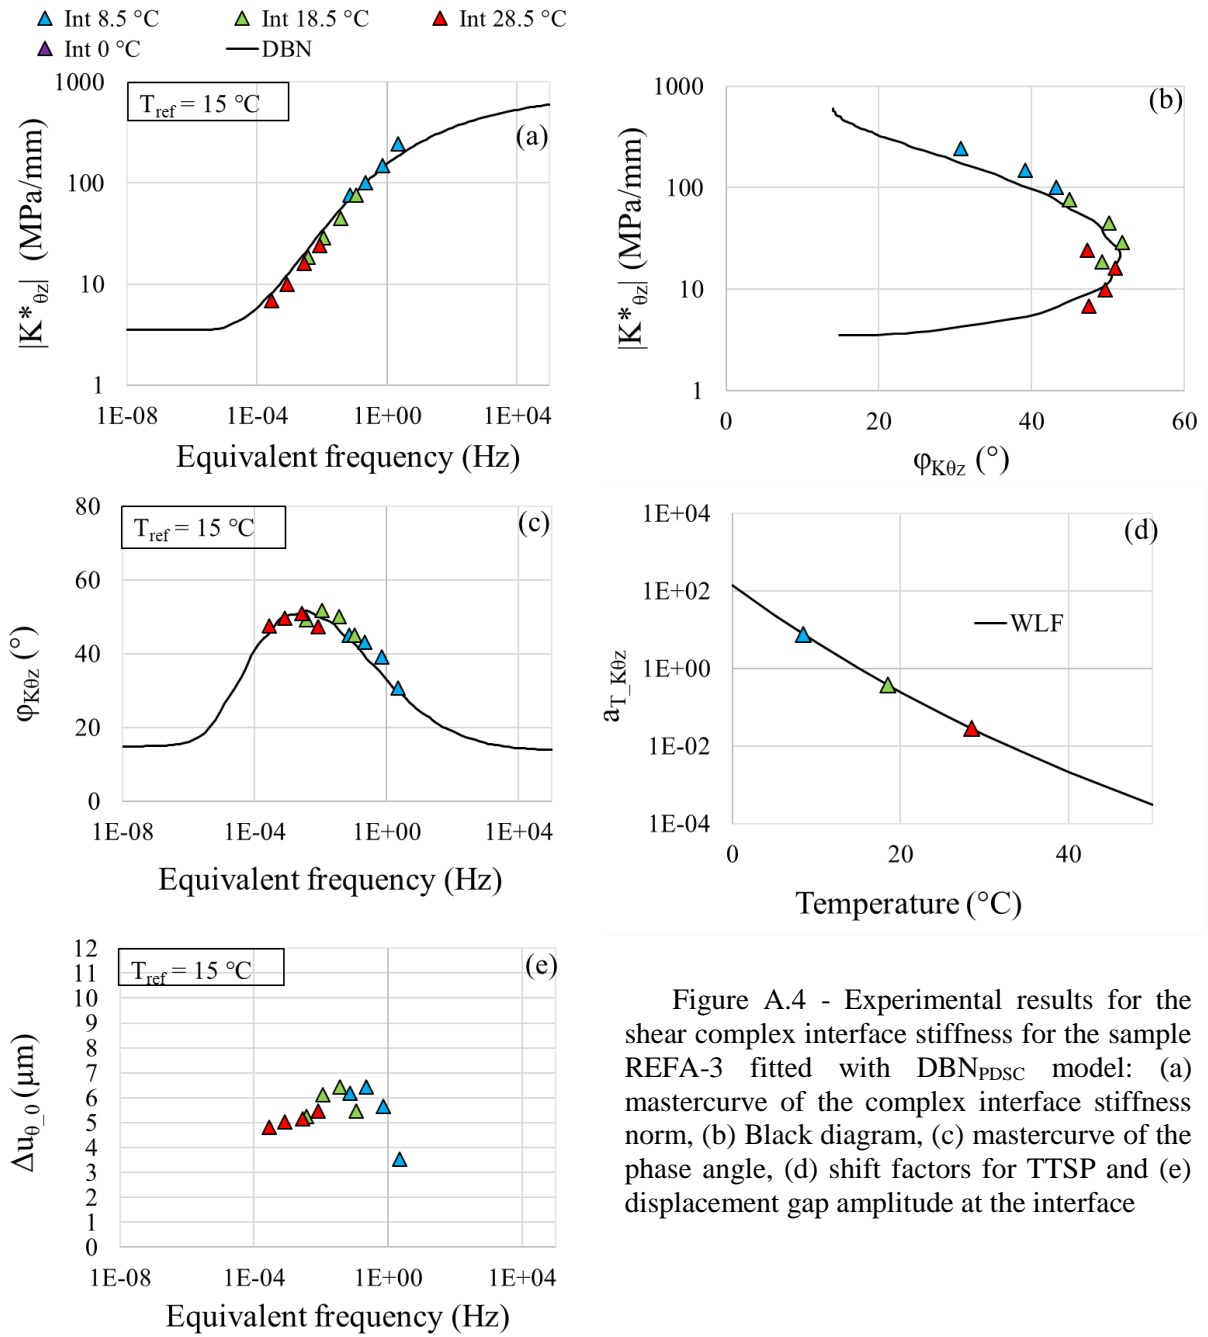 Int 8.5 °C Int 18.5 °C Int 28.5 °C
Int 0 °C DBN
1000
100
10
1
|K*θz| (MPa/mm)
Tref = 15 °C
(a)
1E-08 1E-04 1E+00 1E+04
Equivalent frequency (Hz)
1000
100
10
1
|K*θz| (MPa/mm)
(b)
0 20 40 60
φKθz (°)
80
60
40
20
0
φKθz (°)
Tref = 15 °C
(c)
1E-08 1E-04 1E+00 1E+04
Equivalent frequency (Hz)
1E+04
1E+02
1E+00
1E-02
1E-04
aT_Kθz
(d)
WLF
0 20 40
Temperature (°C)
12
11
10
9
8
7
6
5
4
3
2
1
0
Δuθ_0 (μm)
Tref = 15 °C
(e)
1E-08 1E-04 1E+00 1E+04
Equivalent frequency (Hz)
Figure A.4 - Experimental results for the
shear complex interface stiffness for the sample
REFA-3 fitted with DBNPDSC model: (a)
mastercurve of the complex interface stiffness
norm, (b) Black diagram, (c) mastercurve of the
phase angle, (d) shift factors for TTSP and (e)
displacement gap amplitude at the interface